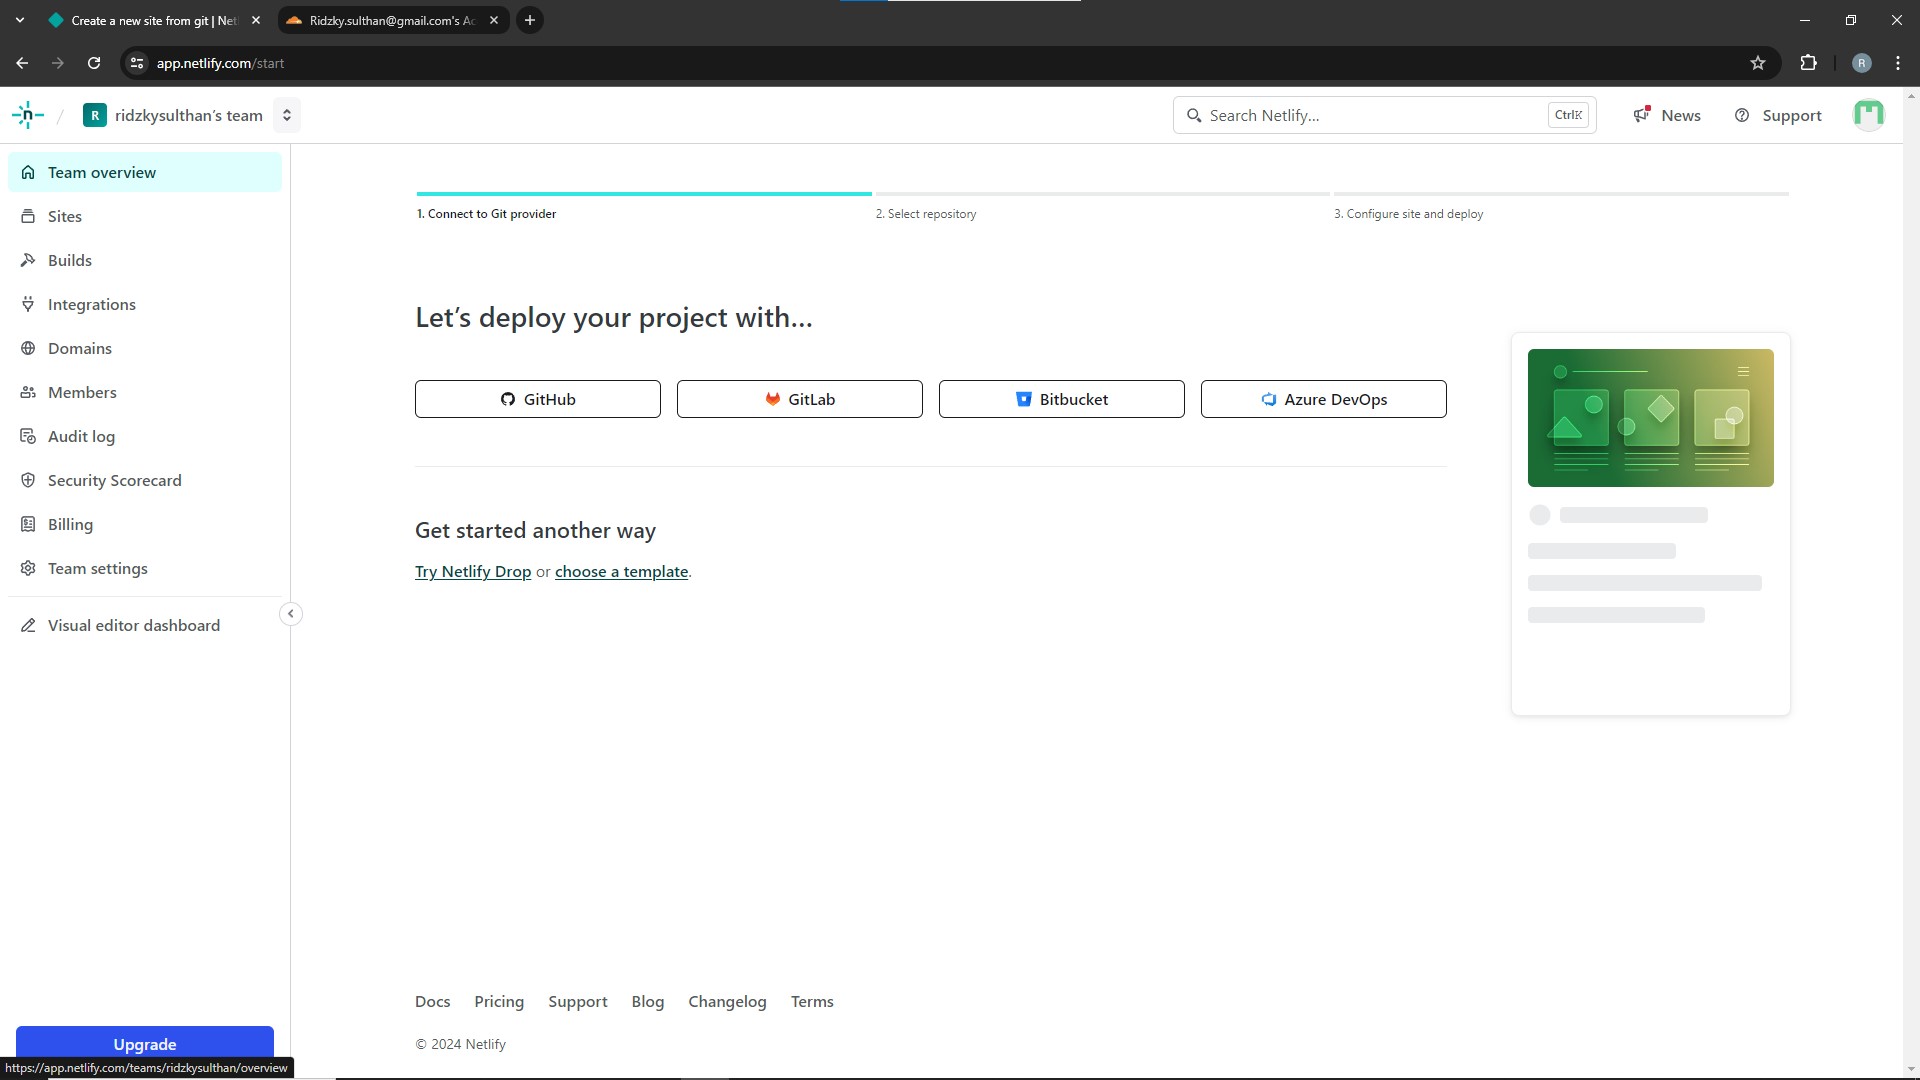 Create a new site from git | Net
Ridzky.sulthan@gmail.com's Ac
app.netlify.com/start
R
n
/
R
ridzkysulthan's team
Search Netlify...
CtrlK
News
Support
Team overview
Sites
Builds
Integrations
Domains
Members
Audit log
Security Scorecard
Billing
Team settings
Visual editor dashboard
Upgrade
https://app.netlify.com/teams/ridzkysulthan/overview
1. Connect to Git provider
2. Select repository
3. Configure site and deploy
Let’s deploy your project with…
GitHub
GitLab
Bitbucket
Azure DevOps
Get started another way
Try Netlify Drop or choose a template.
Docs Pricing Support Blog Changelog Terms
© 2024 Netlify